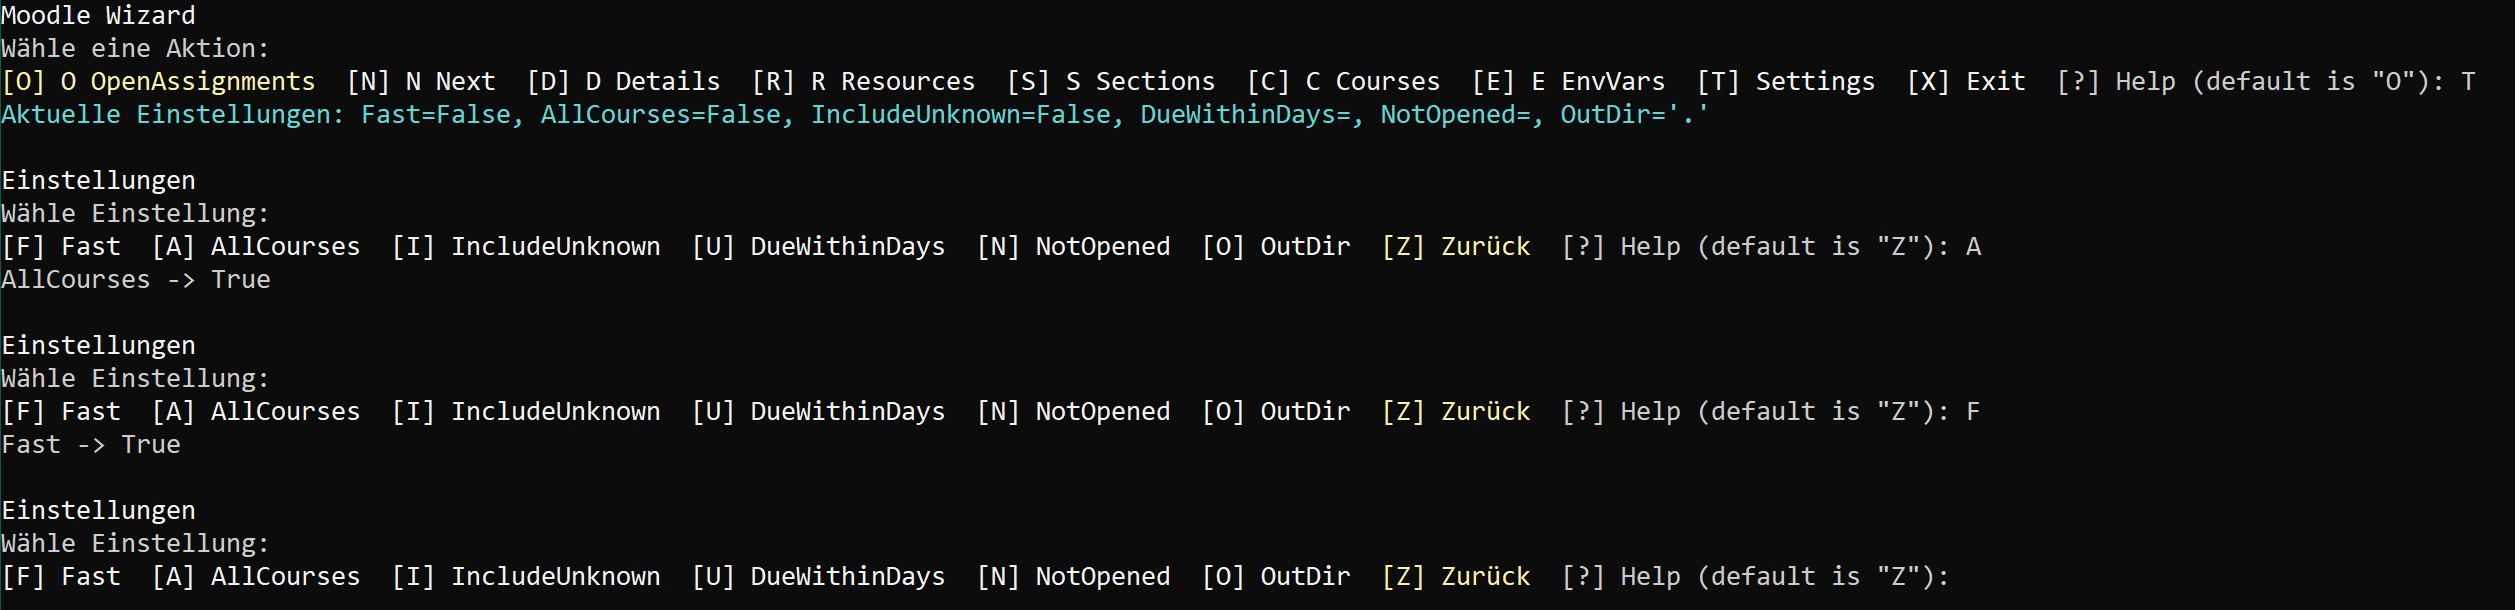 Moodle Wizard
Wähle eine Aktion:
[O] O OpenAssignments  [N] N Next  [D] D Details  [R] R Resources  [S] S Sections  [C] C Courses  [E] E EnvVars  [T] Settings  [X] Exit  [?] Help (default is "O"): T
Aktuelle Einstellungen: Fast=False, AllCourses=False, IncludeUnknown=False, DueWithinDays=, NotOpened=, OutDir='.'

Einstellungen
Wähle Einstellung:
[F] Fast  [A] AllCourses  [I] IncludeUnknown  [U] DueWithinDays  [N] NotOpened  [O] OutDir  [Z] Zurück  [?] Help (default is "Z"): A
AllCourses -> True

Einstellungen
Wähle Einstellung:
[F] Fast  [A] AllCourses  [I] IncludeUnknown  [U] DueWithinDays  [N] NotOpened  [O] OutDir  [Z] Zurück  [?] Help (default is "Z"): F
Fast -> True

Einstellungen
Wähle Einstellung:
[F] Fast  [A] AllCourses  [I] IncludeUnknown  [U] DueWithinDays  [N] NotOpened  [O] OutDir  [Z] Zurück  [?] Help (default is "Z"):